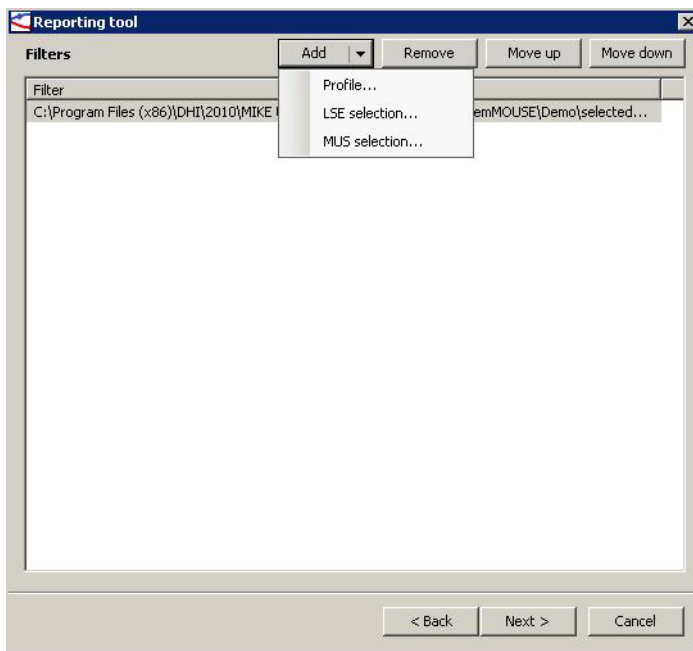 Reporting tool
Filters
Add
Remove
Move up
Move down
Filter
Profile...
C:\Program Files (x86)\DHI\2010\MIKE emMOUSE\Demo\selected...
LSE selection...
MUS selection...
< Back
Next >
Cancel